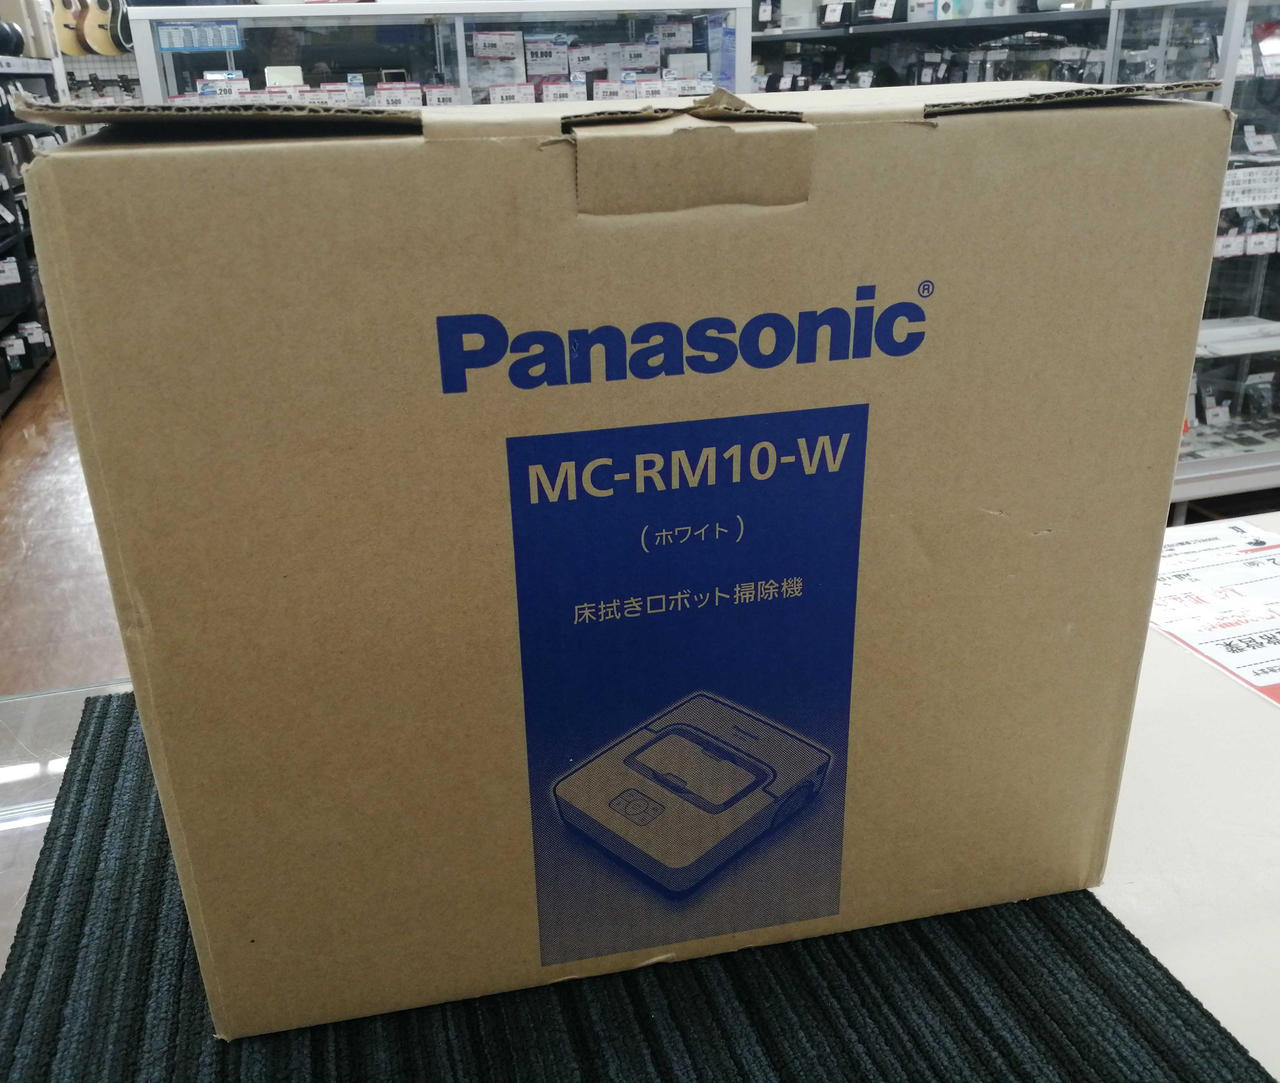 Panasonic®
MC-RM10-W
(ホワイト)
床拭きロボット掃除機